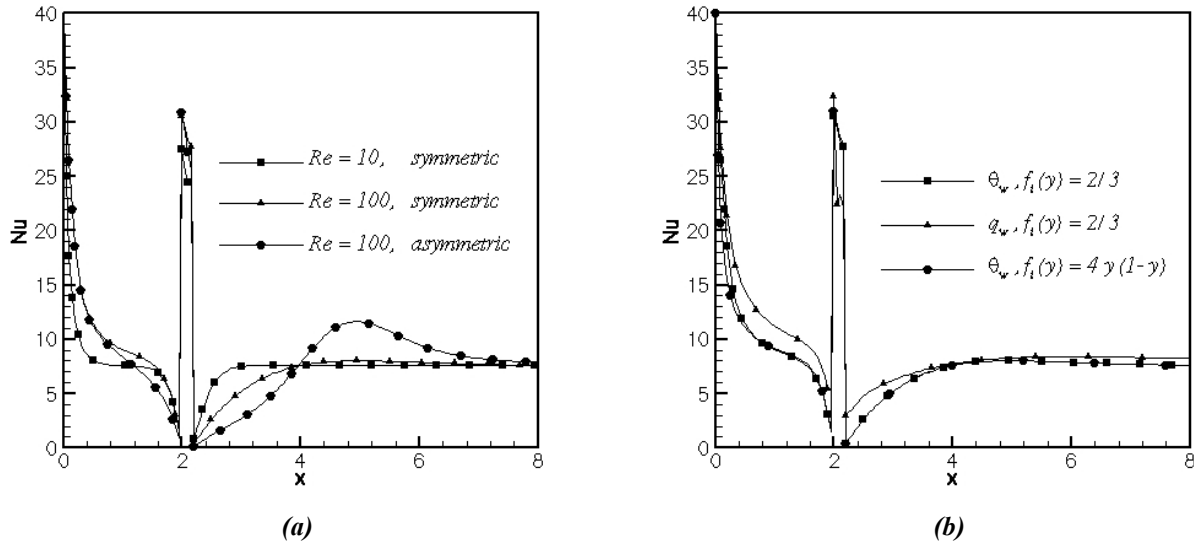 40
35
30
25
20
15
10
5
0
Nu
Re = 10, symmetric
Re = 100, symmetric
Re = 100, asymmetric
0 2 4 6 8
x
(a)
40
35
30
25
20
15
10
5
0
Nu
θw , fi(y) = 2/3
qw , fi(y) = 2/3
θw , fi(y) = 4 y (1-y)
0 2 4 6 8
x
(b)